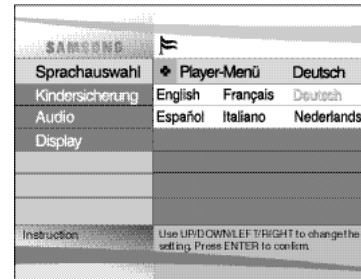 SAMSUNG
Sprachauswahl ❖ Player-Menü Deutsch
Kindersicherung English Français Deutsch
Audio Español Italiano Nederlands
Display
Instruction Use UP/DOWN/LEFT/RIGHT to change the
setting. Press ENTER to confirm.